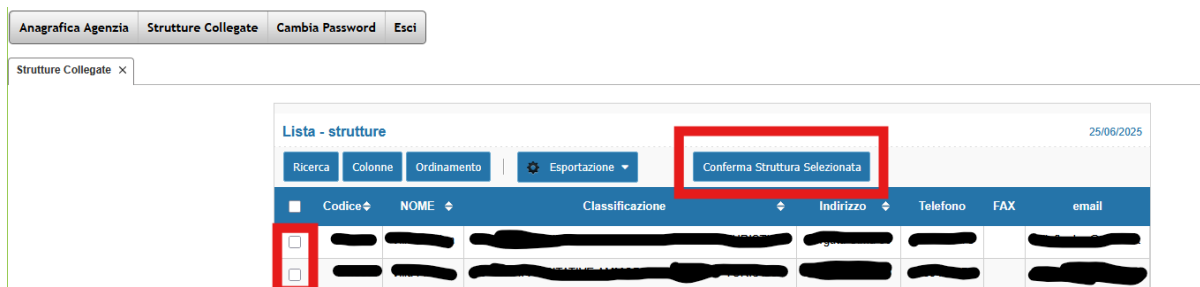 Anagrafica Agenzia Strutture Collegate Cambia Password Esci
Strutture Collegate ×
Lista - strutture 25/06/2025
Ricerca Colonne Ordinamento Esportazione Conferma Struttura Selezionata
Codice NOME Classificazione Indirizzo Telefono FAX email